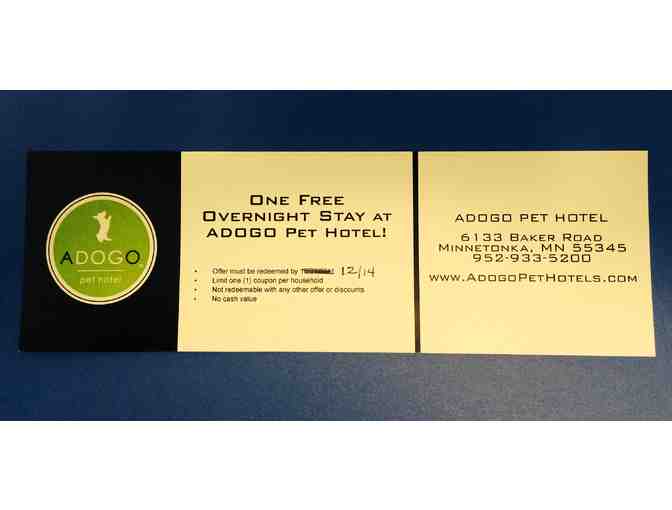 ADOGO
pet hotel
ONE FREE
OVERNIGHT STAY AT
ADOGO PET HOTEL!
• Offer must be redeemed by 12/14
• Limit one (1) coupon per household
• Not redeemable with any other offer or discounts
• No cash value
ADOGO PET HOTEL
6133 BAKER ROAD
MINNETONKA, MN 55345
952-933-5200
WWW.ADOGOPETHOTELS.COM